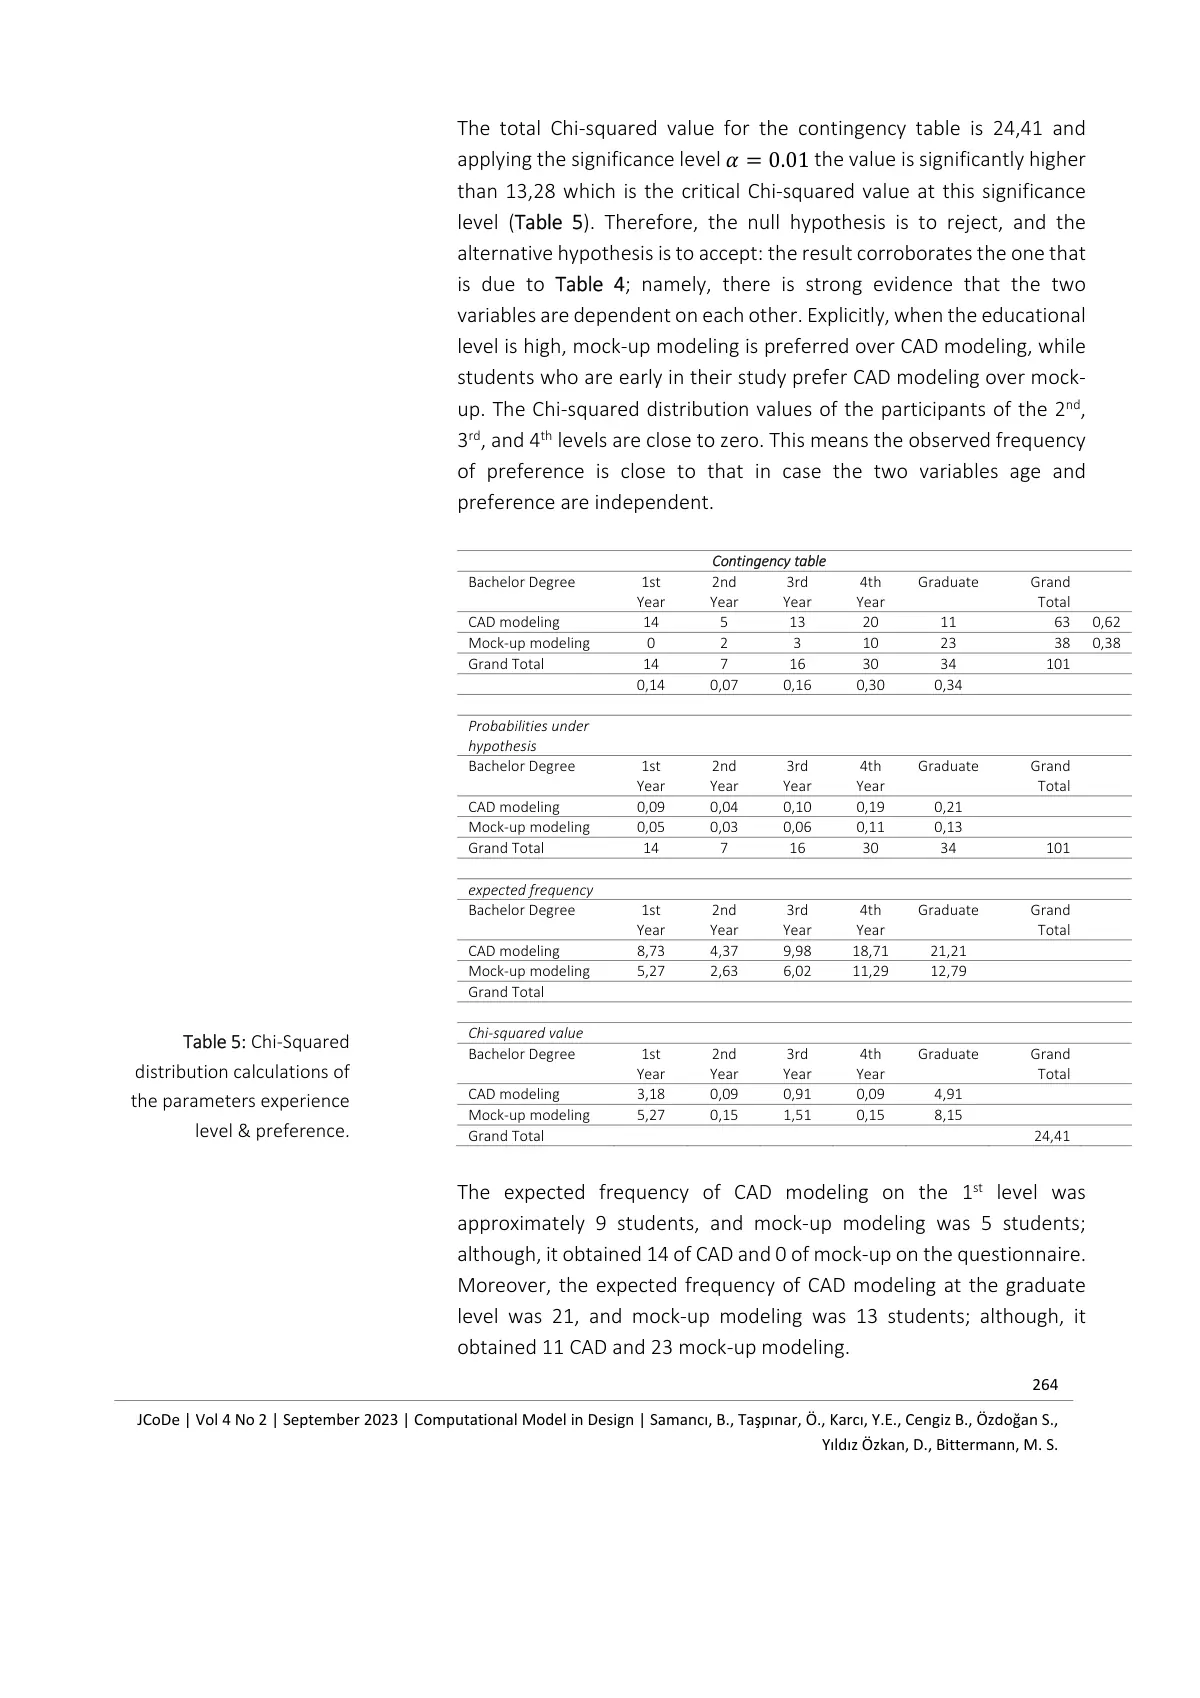 The total Chi-squared value for the contingency table is 24,41 and
applying the significance level α = 0.01 the value is significantly higher
than 13,28 which is the critical Chi-squared value at this significance
level (Table 5). Therefore, the null hypothesis is to reject, and the
alternative hypothesis is to accept: the result corroborates the one that
is due to Table 4; namely, there is strong evidence that the two
variables are dependent on each other. Explicitly, when the educational
level is high, mock-up modeling is preferred over CAD modeling, while
students who are early in their study prefer CAD modeling over mock-
up. The Chi-squared distribution values of the participants of the 2nd,
3rd, and 4th levels are close to zero. This means the observed frequency
of preference is close to that in case the two variables age and
preference are independent.
Contingency table
Bachelor Degree 1st 2nd 3rd 4th Graduate Grand
Year Year Year Year Total
CAD modeling 14 5 13 20 11 63 0,62
Mock-up modeling 0 2 3 10 23 38 0,38
Grand Total 14 7 16 30 34 101
0,14 0,07 0,16 0,30 0,34
Probabilities under
hypothesis
Bachelor Degree 1st 2nd 3rd 4th Graduate Grand
Year Year Year Year Total
CAD modeling 0,09 0,04 0,10 0,19 0,21
Mock-up modeling 0,05 0,03 0,06 0,11 0,13
Grand Total 14 7 16 30 34 101
expected frequency
Bachelor Degree 1st 2nd 3rd 4th Graduate Grand
Year Year Year Year Total
CAD modeling 8,73 4,37 9,98 18,71 21,21
Mock-up modeling 5,27 2,63 6,02 11,29 12,79
Grand Total
Chi-squared value
Bachelor Degree 1st 2nd 3rd 4th Graduate Grand
Year Year Year Year Total
CAD modeling 3,18 0,09 0,91 0,09 4,91
Mock-up modeling 5,27 0,15 1,51 0,15 8,15
Grand Total 24,41
Table 5: Chi-Squared
distribution calculations of
the parameters experience
level & preference.
The expected frequency of CAD modeling on the 1st level was
approximately 9 students, and mock-up modeling was 5 students;
although, it obtained 14 of CAD and 0 of mock-up on the questionnaire.
Moreover, the expected frequency of CAD modeling at the graduate
level was 21, and mock-up modeling was 13 students; although, it
obtained 11 CAD and 23 mock-up modeling.
264
JCoDe | Vol 4 No 2 | September 2023 | Computational Model in Design | Samancı, B., Taşpınar, Ö., Karcı, Y.E., Cengiz B., Özdoğan S.,
Yıldız Özkan, D., Bittermann, M. S.